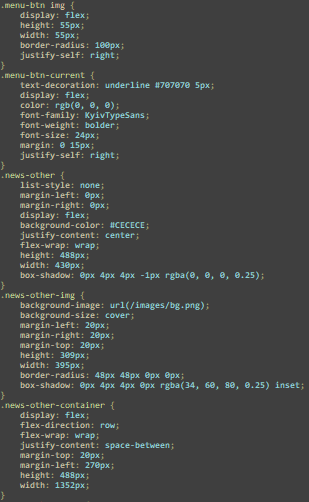 .menu-btn img {
display: flex;
height: 55px;
width: 55px;
border-radius: 100px;
justify-self: right;
}
.menu-btn-current {
text-decoration: underline #707070 5px;
display: flex;
color: rgb(0, 0, 0);
font-family: KyivTypeSans;
font-weight: bolder;
font-size: 24px;
margin: 0 15px;
justify-self: right;
}
.news-other {
list-style: none;
margin-left: 0px;
margin-right: 0px;
display: flex;
background-color: #CECECE;
justify-content: center;
flex-wrap: wrap;
height: 488px;
width: 430px;
box-shadow: 0px 4px 4px -1px rgba(0, 0, 0, 0.25);
}
.news-other-img {
background-image: url(/images/bg.png);
background-size: cover;
margin-left: 20px;
margin-right: 20px;
margin-top: 20px;
height: 309px;
width: 395px;
border-radius: 48px 48px 0px 0px;
box-shadow: 0px 4px 4px 0px rgba(34, 60, 80, 0.25) inset;
}
.news-other-container {
display: flex;
flex-direction: row;
flex-wrap: wrap;
justify-content: space-between;
margin-top: 20px;
margin-left: 270px;
height: 488px;
width: 1352px;
}